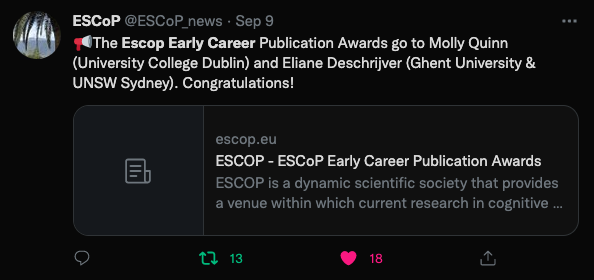 ESCoP @ESCoP_news · Sep 9
📢The Escop Early Career Publication Awards go to Molly Quinn
(University College Dublin) and Eliane Deschrijver (Ghent University &
UNSW Sydney). Congratulations!
escop.eu
ESCOP - ESCoP Early Career Publication Awards
ESCOP is a dynamic scientific society that provides
a venue within which current research in cognitive ...
13 18